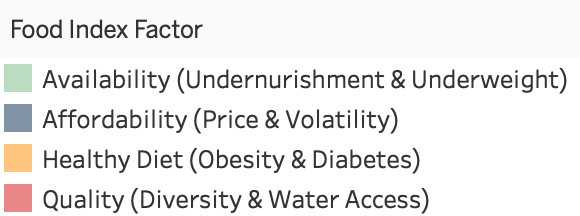 Food Index Factor
Availability (Undernurishment & Underweight)
Affordability (Price & Volatility)
Healthy Diet (Obesity & Diabetes)
Quality (Diversity & Water Access)